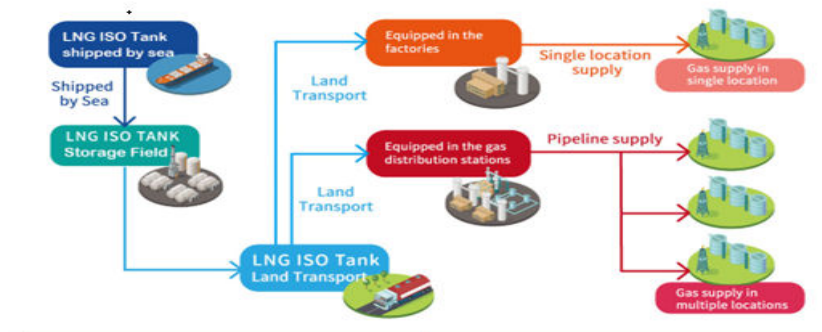 LNG ISO Tank
shipped by sea
Shipped
by Sea
LNG ISO TANK
Storage Field
LNG ISO Tank
Land Transport
Land
Transport
Land
Transport
Equipped in the
factories
Single location
supply
Gas supply in
single location
Equipped in the gas
distribution stations
Pipeline supply
Gas supply in
multiple locations